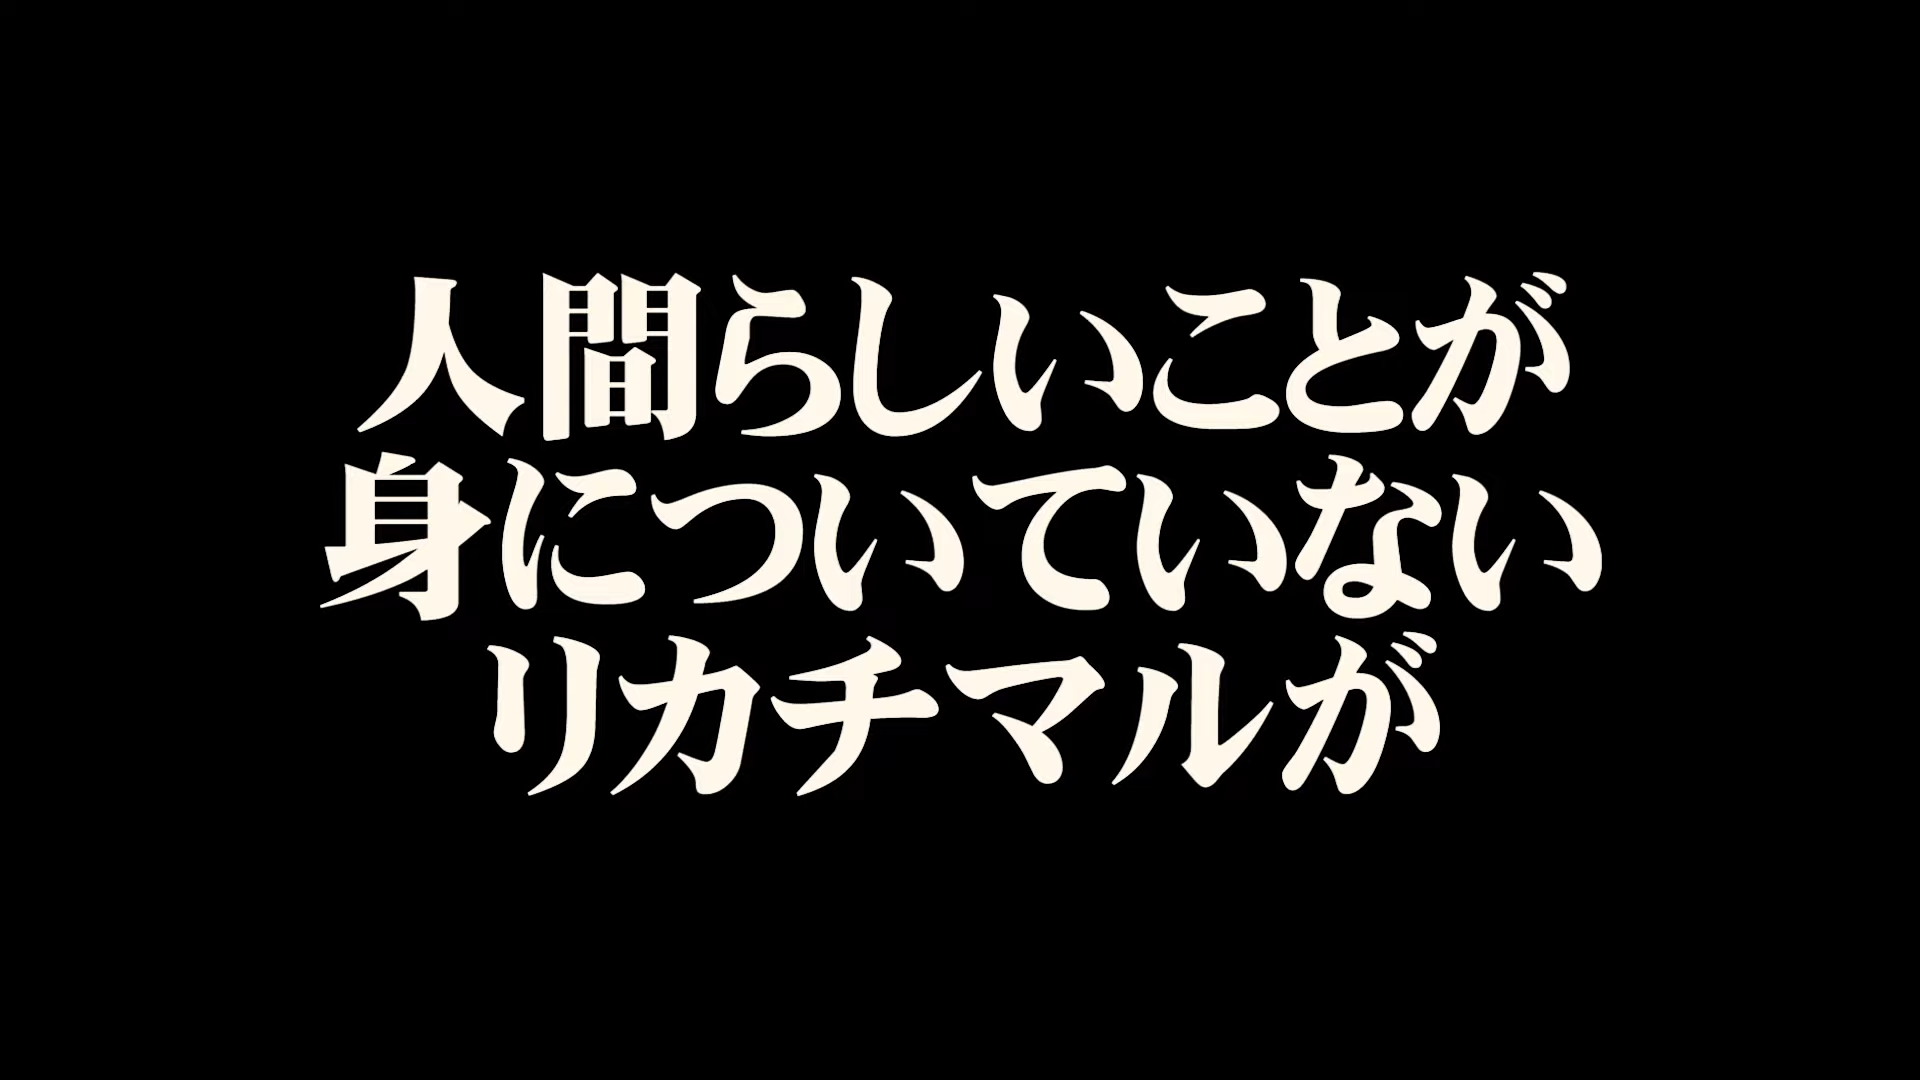 人間らしいことが
身についていない
リカチマルが